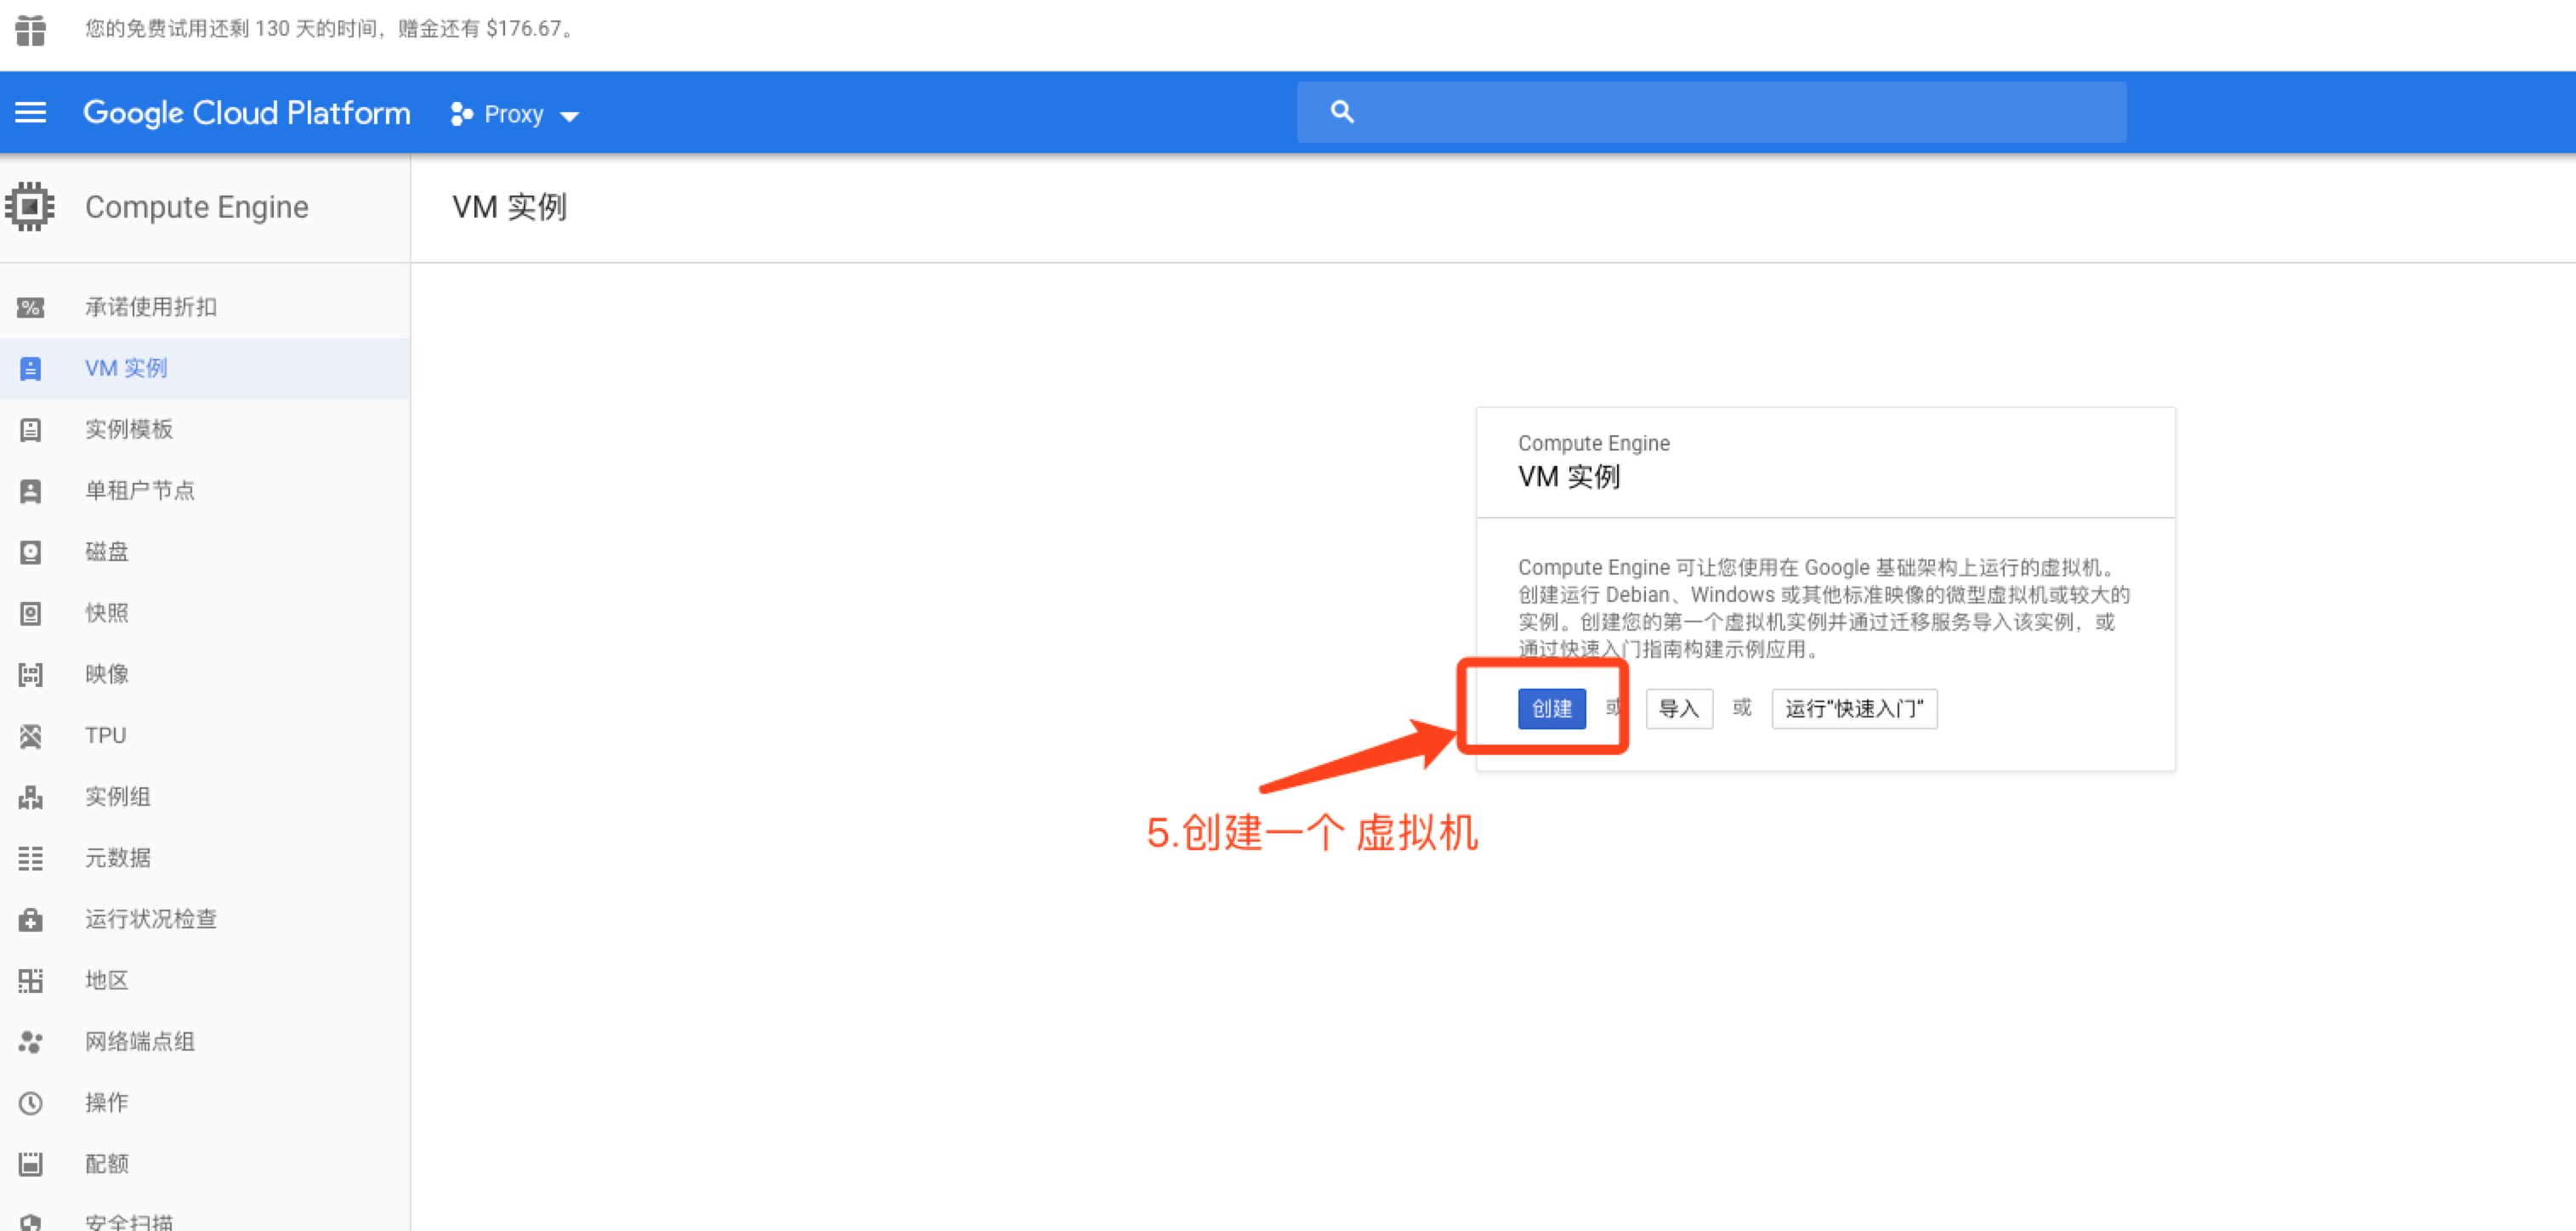 您的免费试用还剩 130 天的时间，赠金还有 $176.67。
Google Cloud Platform
Proxy
Compute Engine
VM 实例
承诺使用折扣
VM 实例
实例模板
单租户节点
磁盘
快照
映像
TPU
实例组
元数据
运行状况检查
地区
网络端点组
操作
配额
安全扫描
Compute Engine
VM 实例
Compute Engine 可让您使用在 Google 基础架构上运行的虚拟机。
创建运行 Debian、Windows 或其他标准映像的微型虚拟机或较大的
实例。创建您的第一个虚拟机实例并通过迁移服务导入该实例，或
通过快速入门指南构建示例应用。
创建 或 导入 或 运行“快速入门”
5.创建一个 虚拟机